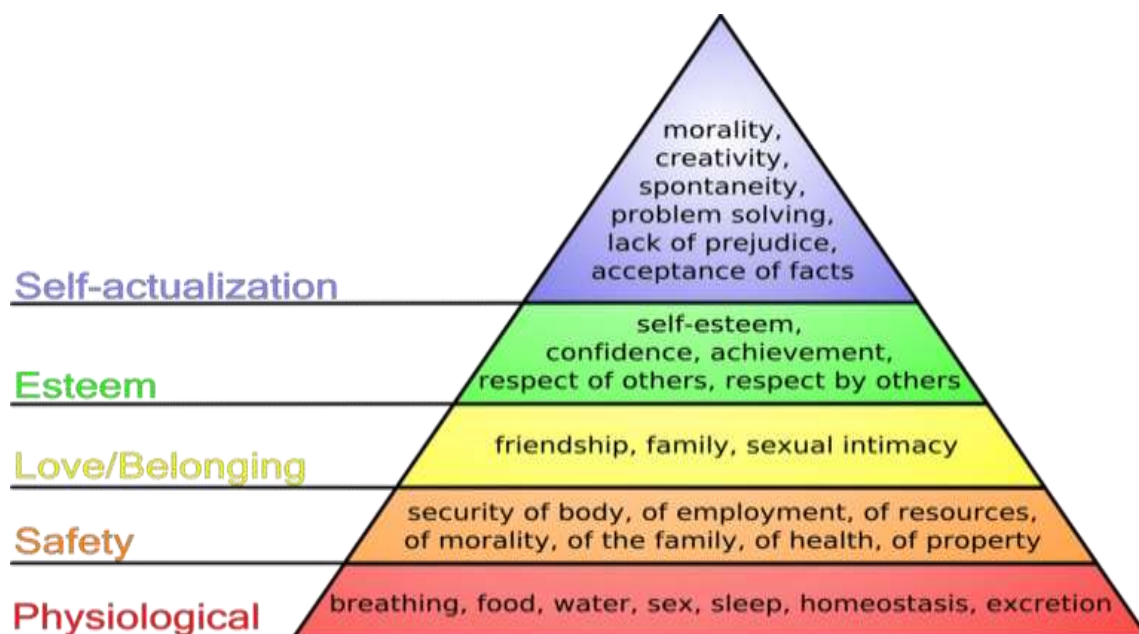 morality,
creativity,
spontaneity,
problem solving,
lack of prejudice,
acceptance of facts
Self-actualization
self-esteem,
confidence, achievement,
respect of others, respect by others
Esteem
friendship, family, sexual intimacy
Love/Belonging
security of body, of employment, of resources,
of morality, of the family, of health, of property
Safety
breathing, food, water, sex, sleep, homeostasis, excretion
Physiological